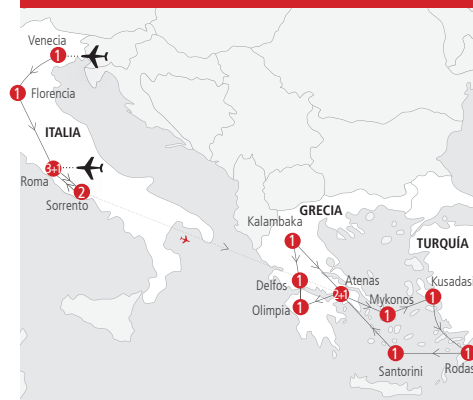 Venecia
1
1
Florencia
ITALIA
3+1
Roma
2
Sorrento
GRECIA
Kalambaka
1
TURQUÍA
Delfos
1
Atenas
2+1
Kusadasi
1
Mykonos
1
Olimpia
1
1
Santorini
1
Rodas